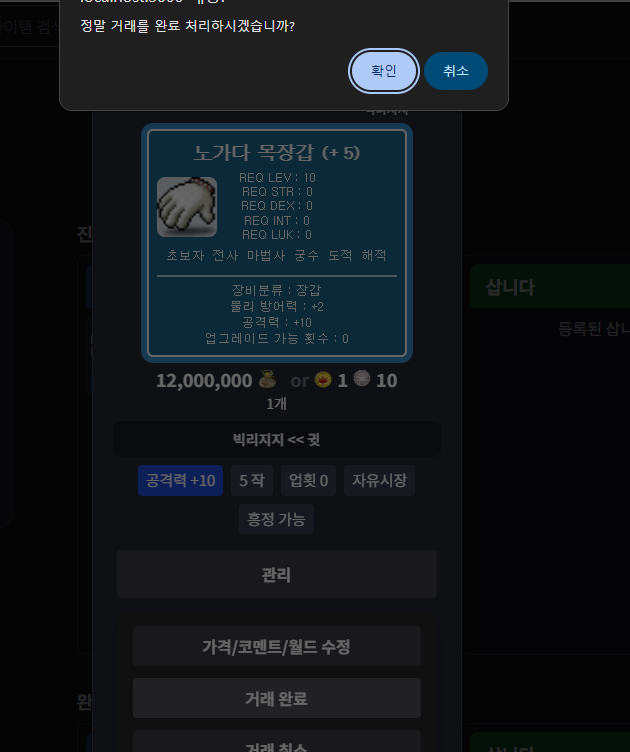 정말 거래를 완료 처리하시겠습니까?
확인
취소
노가다 목장갑 (+5)
REQ LEV : 10
REQ STR : 0
REQ DEX : 0
REQ INT : 0
REQ LUK : 0
초보자 전사 마법사 궁수 도적 해적
장비분류 : 장갑
물리 방어력 : +2
공격력 : +10
업그레이드 가능 횟수 : 0
12,000,000 or 1 10
1개
빅리지지 << 귓
공격력 +10
5 작
업횟 0
자유시장
흥정 가능
관리
가격/코멘트/월드 수정
거래 완료
거래 취소
삽니다
등록된 삽니
삽니다